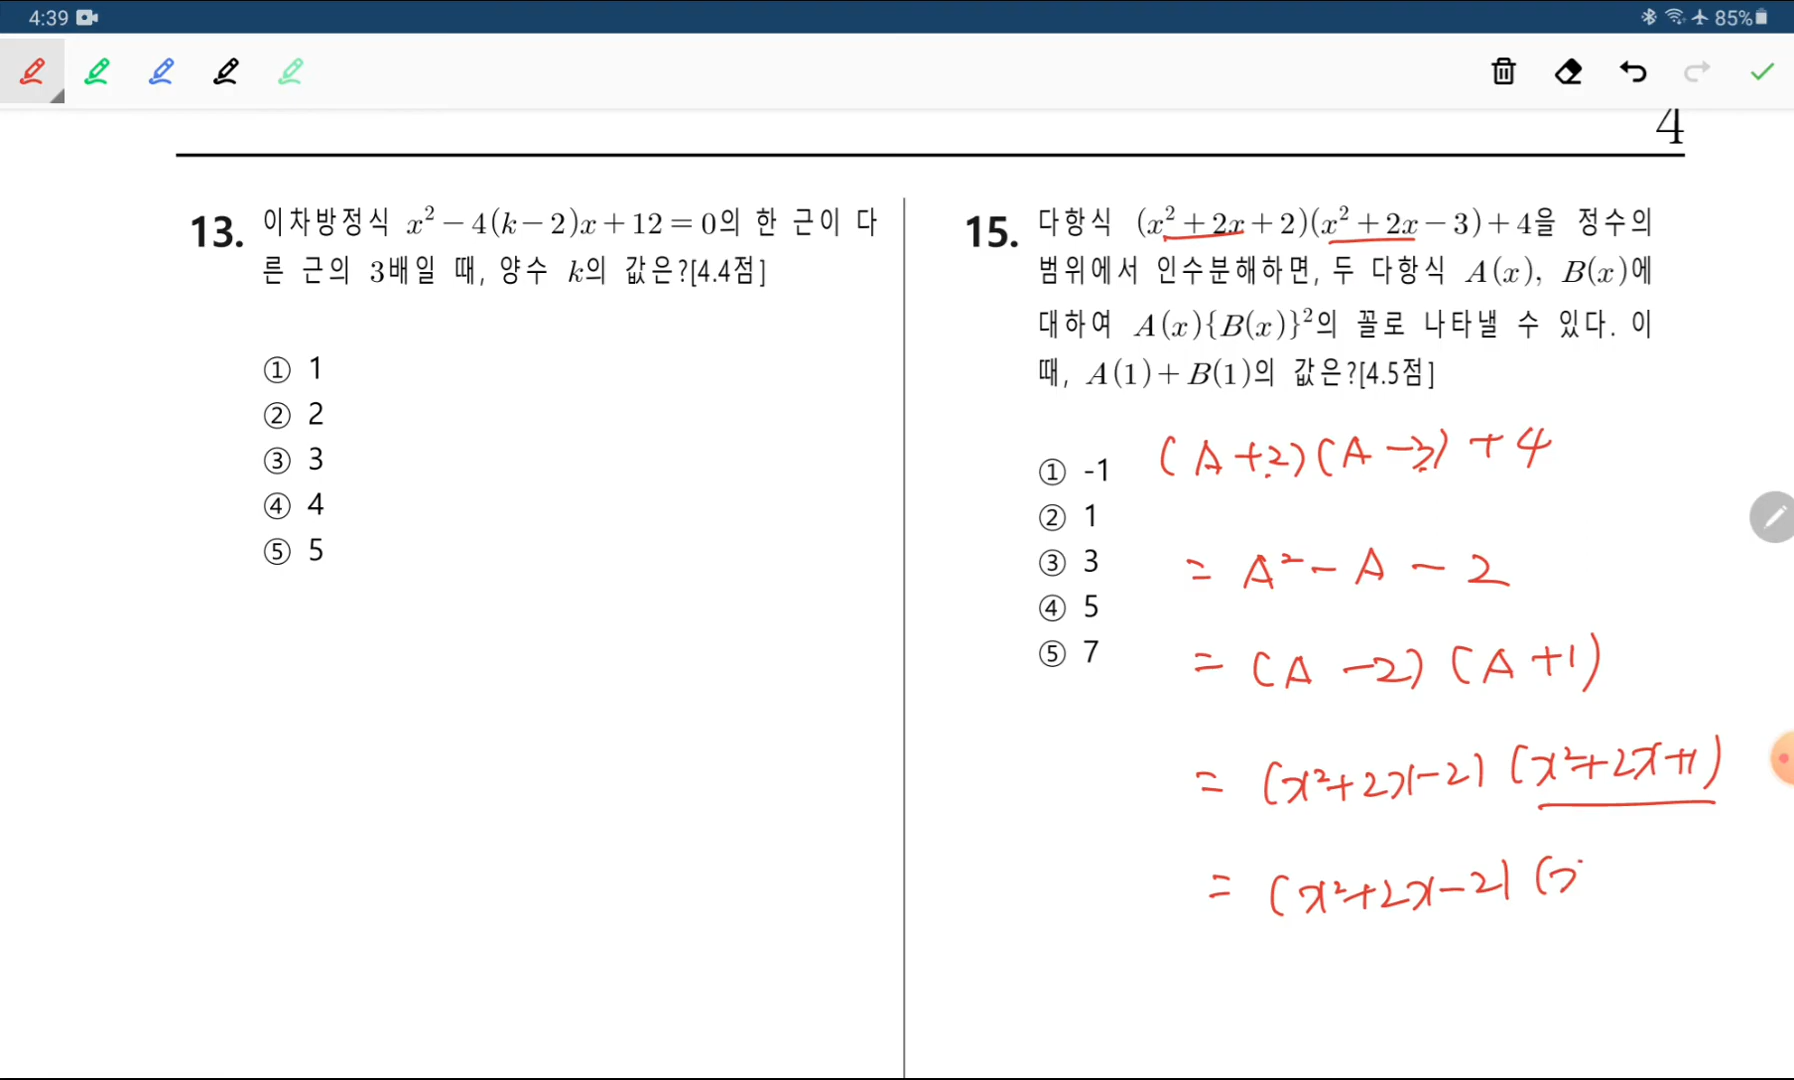 4:39
85%
4
13. 이차방정식 x² − 4(k − 2)x + 12 = 0의 한 근이 다
른 근의 3배일 때, 양수 k의 값은?[4.4점]
① 1
② 2
③ 3
④ 4
⑤ 5
15. 다항식 (x² + 2x + 2)(x² + 2x − 3) + 4을 정수의
범위에서 인수분해하면, 두 다항식 A(x), B(x)에
대하여 A(x){B(x)}²의 꼴로 나타낼 수 있다. 이
때, A(1) + B(1)의 값은?[4.5점]
① -1
② 1
③ 3
④ 5
⑤ 7
(A+2)(A−3)+4
= A²−A−2
= (A−2)(A+1)
= (x²+2x−2)(x²+2x+1)
= (x²+2x−2)(x